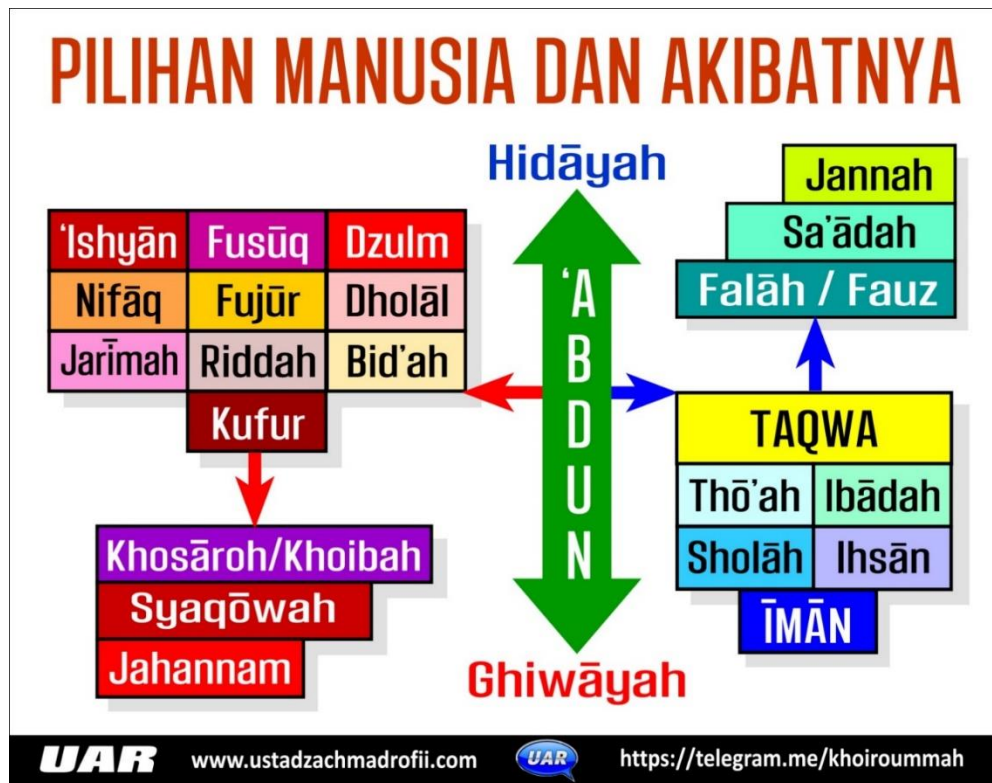 PILIHAN MANUSIA DAN AKIBATNYA
Hidāyah
'ABDUN
Ghiwāyah
'Ishyān Fusūq Dzulm
Nifāq Fujūr Dholāl
Jarīmah Riddah Bid'ah
Kufur
Khosāroh/Khoibah
Syaqōwah
Jahannam
Jannah
Sa'ādah
Falāh / Fauz
TAQWA
Thō'ah Ibādah
Sholāh Ihsān
ĪMĀN
UAR www.ustadzachmadrofii.com UAR https://telegram.me/khoiroummah